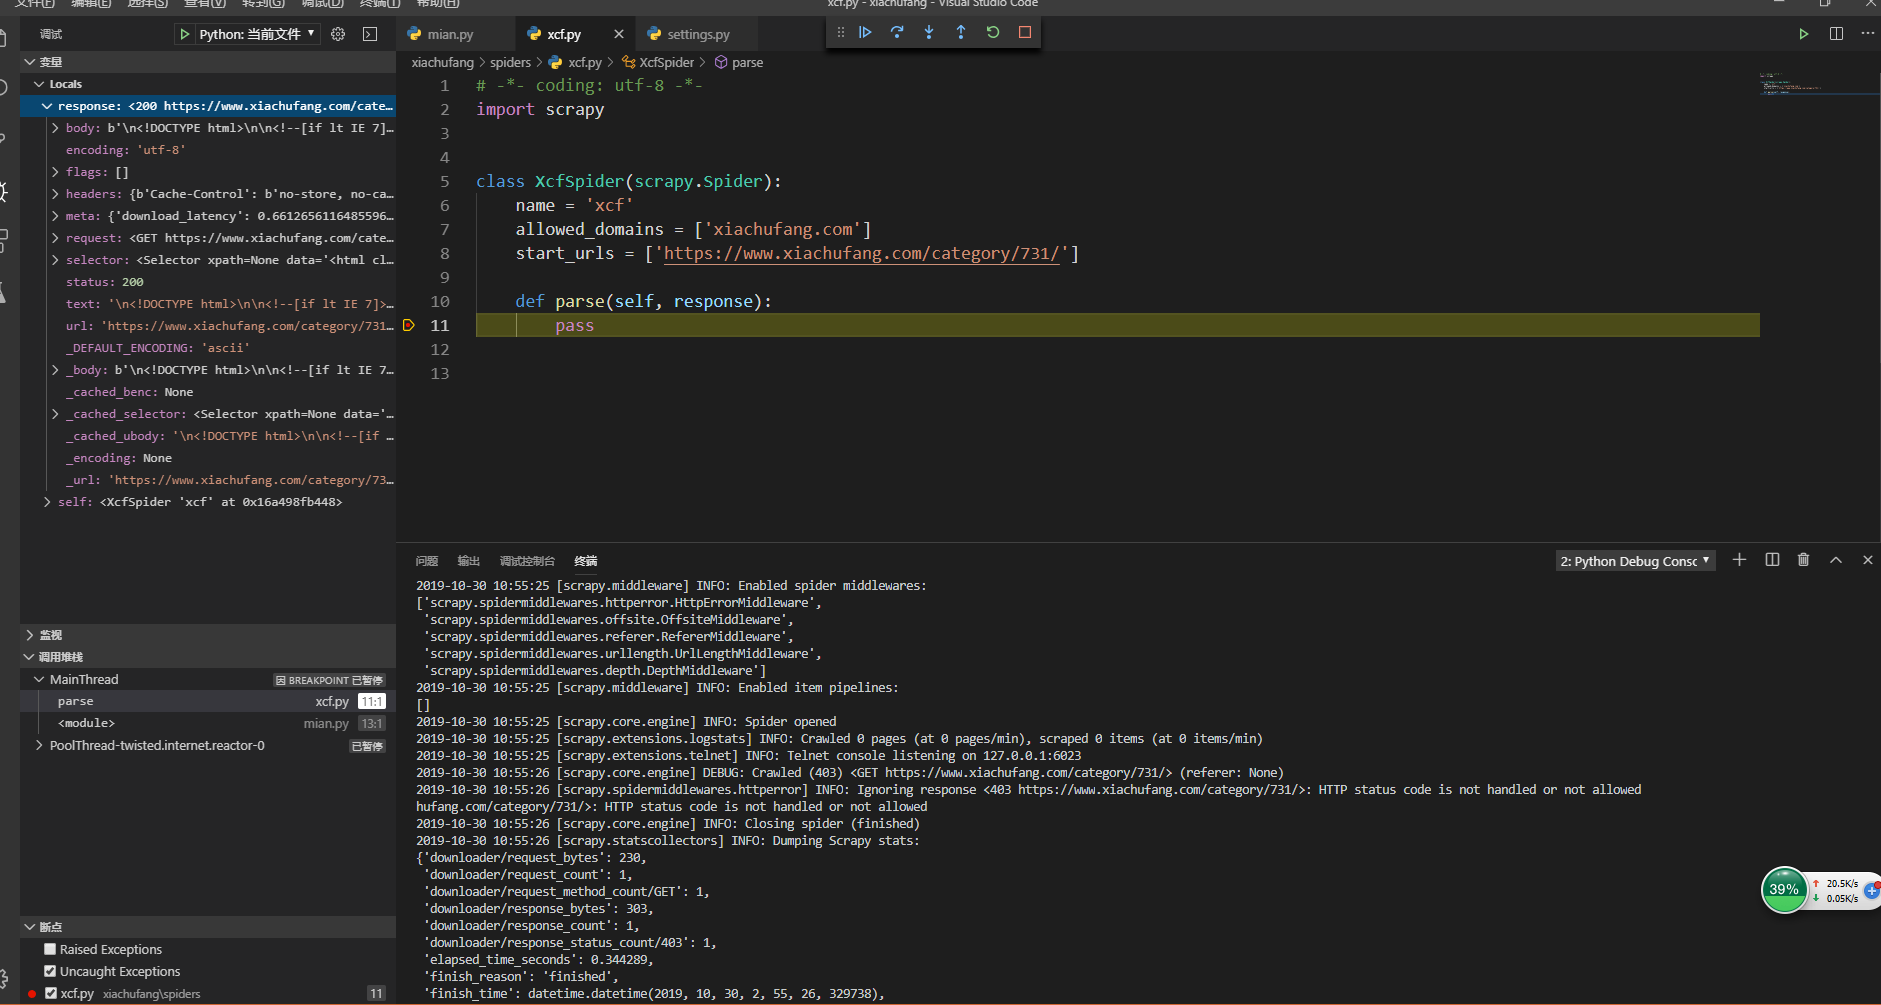 文件(F) 编辑(E) 选择(S) 查看(V) 转到(G) 调试(D) 终端(T) 帮助(H)
xcf.py - xiachufang - Visual Studio Code
调试
Python: 当前文件
mian.py
xcf.py
settings.py
变量
Locals
response: <200 https://www.xiachufang.com/cate…
body: b'\n<!DOCTYPE html>\n\n<!--[if lt IE 7]…
encoding: 'utf-8'
flags: []
headers: {b'Cache-Control': b'no-store, no-ca…
meta: {'download_latency': 0.6612656116485596…
request: <GET https://www.xiachufang.com/cate…
selector: <Selector xpath=None data='<html cl…
status: 200
text: '\n<!DOCTYPE html>\n\n<!--[if lt IE 7]>…
url: 'https://www.xiachufang.com/category/731…
_DEFAULT_ENCODING: 'ascii'
_body: b'\n<!DOCTYPE html>\n\n<!--[if lt IE 7…
_cached_benc: None
_cached_selector: <Selector xpath=None data='…
_cached_ubody: '\n<!DOCTYPE html>\n\n<!--[if …
_encoding: None
_url: 'https://www.xiachufang.com/category/73…
self: <XcfSpider 'xcf' at 0x16a498fb448>
监视
调用堆栈
MainThread 因 BREAKPOINT 已暂停
parse xcf.py 11:1
<module> mian.py 13:1
PoolThread-twisted.internet.reactor-0 已暂停
断点
Raised Exceptions
Uncaught Exceptions
xcf.py xiachufang\spiders 11
xiachufang > spiders > xcf.py > XcfSpider > parse
1 # -*- coding: utf-8 -*-
2 import scrapy
3
4
5 class XcfSpider(scrapy.Spider):
6 name = 'xcf'
7 allowed_domains = ['xiachufang.com']
8 start_urls = ['https://www.xiachufang.com/category/731/']
9
10 def parse(self, response):
11 pass
12
13
问题 输出 调试控制台 终端
2: Python Debug Consc
2019-10-30 10:55:25 [scrapy.middleware] INFO: Enabled spider middlewares:
['scrapy.spidermiddlewares.httperror.HttpErrorMiddleware',
'scrapy.spidermiddlewares.offsite.OffsiteMiddleware',
'scrapy.spidermiddlewares.referer.RefererMiddleware',
'scrapy.spidermiddlewares.urllength.UrlLengthMiddleware',
'scrapy.spidermiddlewares.depth.DepthMiddleware']
2019-10-30 10:55:25 [scrapy.middleware] INFO: Enabled item pipelines:
[]
2019-10-30 10:55:25 [scrapy.core.engine] INFO: Spider opened
2019-10-30 10:55:25 [scrapy.extensions.logstats] INFO: Crawled 0 pages (at 0 pages/min), scraped 0 items (at 0 items/min)
2019-10-30 10:55:25 [scrapy.extensions.telnet] INFO: Telnet console listening on 127.0.0.1:6023
2019-10-30 10:55:26 [scrapy.core.engine] DEBUG: Crawled (403) <GET https://www.xiachufang.com/category/731/> (referer: None)
2019-10-30 10:55:26 [scrapy.spidermiddlewares.httperror] INFO: Ignoring response <403 https://www.xiachufang.com/category/731/>: HTTP status code is not handled or not allowed
hufang.com/category/731/>: HTTP status code is not handled or not allowed
2019-10-30 10:55:26 [scrapy.core.engine] INFO: Closing spider (finished)
2019-10-30 10:55:26 [scrapy.statscollectors] INFO: Dumping Scrapy stats:
{'downloader/request_bytes': 230,
'downloader/request_count': 1,
'downloader/request_method_count/GET': 1,
'downloader/response_bytes': 303,
'downloader/response_count': 1,
'downloader/response_status_count/403': 1,
'elapsed_time_seconds': 0.344289,
'finish_reason': 'finished',
'finish_time': datetime.datetime(2019, 10, 30, 2, 55, 26, 329738),
39%
20.5K/s
0.05K/s